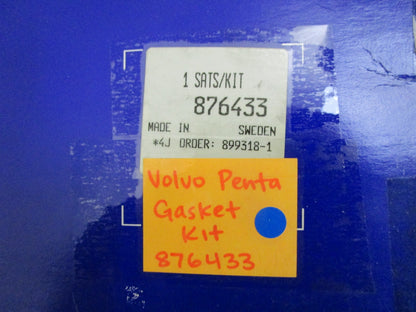 1 SATS/KIT
876433
MADE IN SWEDEN
*4J ORDER: 899318-1
Volvo Penta
Gasket
Kit
876433